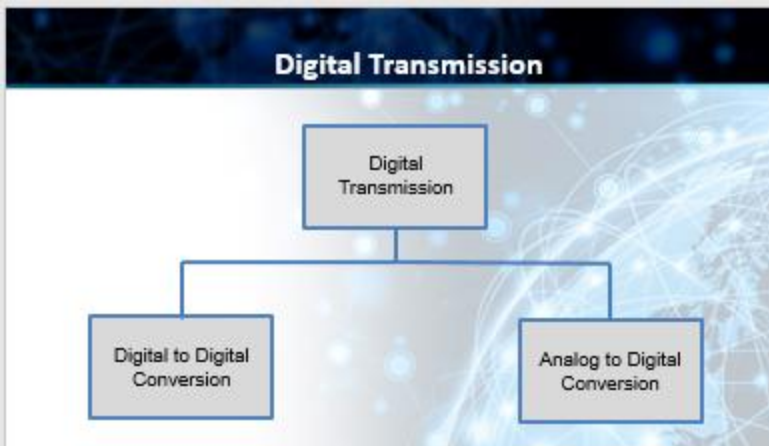 Digital Transmission
Digital
Transmission
Digital to Digital
Conversion
Analog to Digital
Conversion